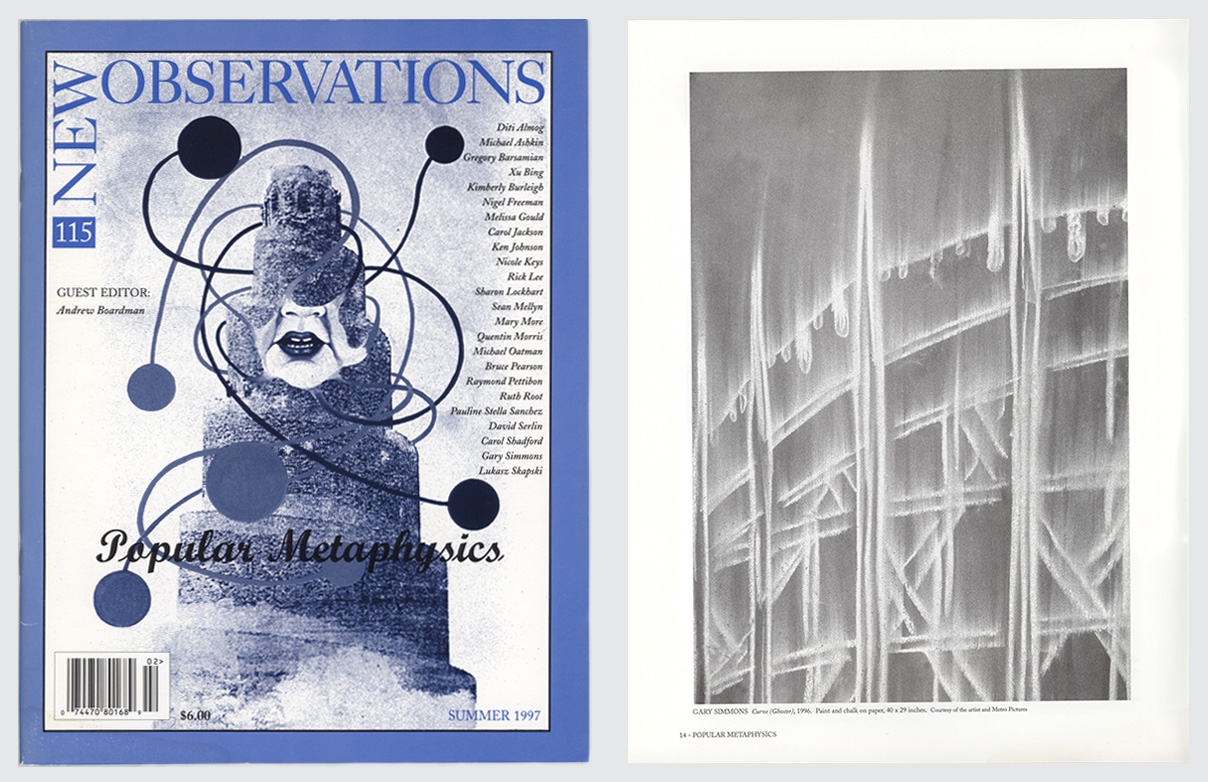 NEW OBSERVATIONS
115
GUEST EDITOR:
Andrew Boardman
Diti Almog
Michael Ashkin
Gregory Barsamian
Xu Bing
Kimberly Burleigh
Nigel Freeman
Melissa Gould
Carol Jackson
Ken Johnson
Nicole Keys
Rick Lee
Sharon Lockhart
Sean Mellyn
Mary More
Quentin Morris
Michael Oatman
Bruce Pearson
Raymond Pettibon
Ruth Root
Pauline Stella Sanchez
David Serlin
Carol Shadford
Gary Simmons
Lukasz Skapski
Popular Metaphysics
02>
0 74470 80168 8
$6.00
SUMMER 1997
GARY SIMMONS Curve (Ghoster), 1996. Paint and chalk on paper, 40 x 29 inches. Courtesy of the artist and Metro Pictures
14 - POPULAR METAPHYSICS